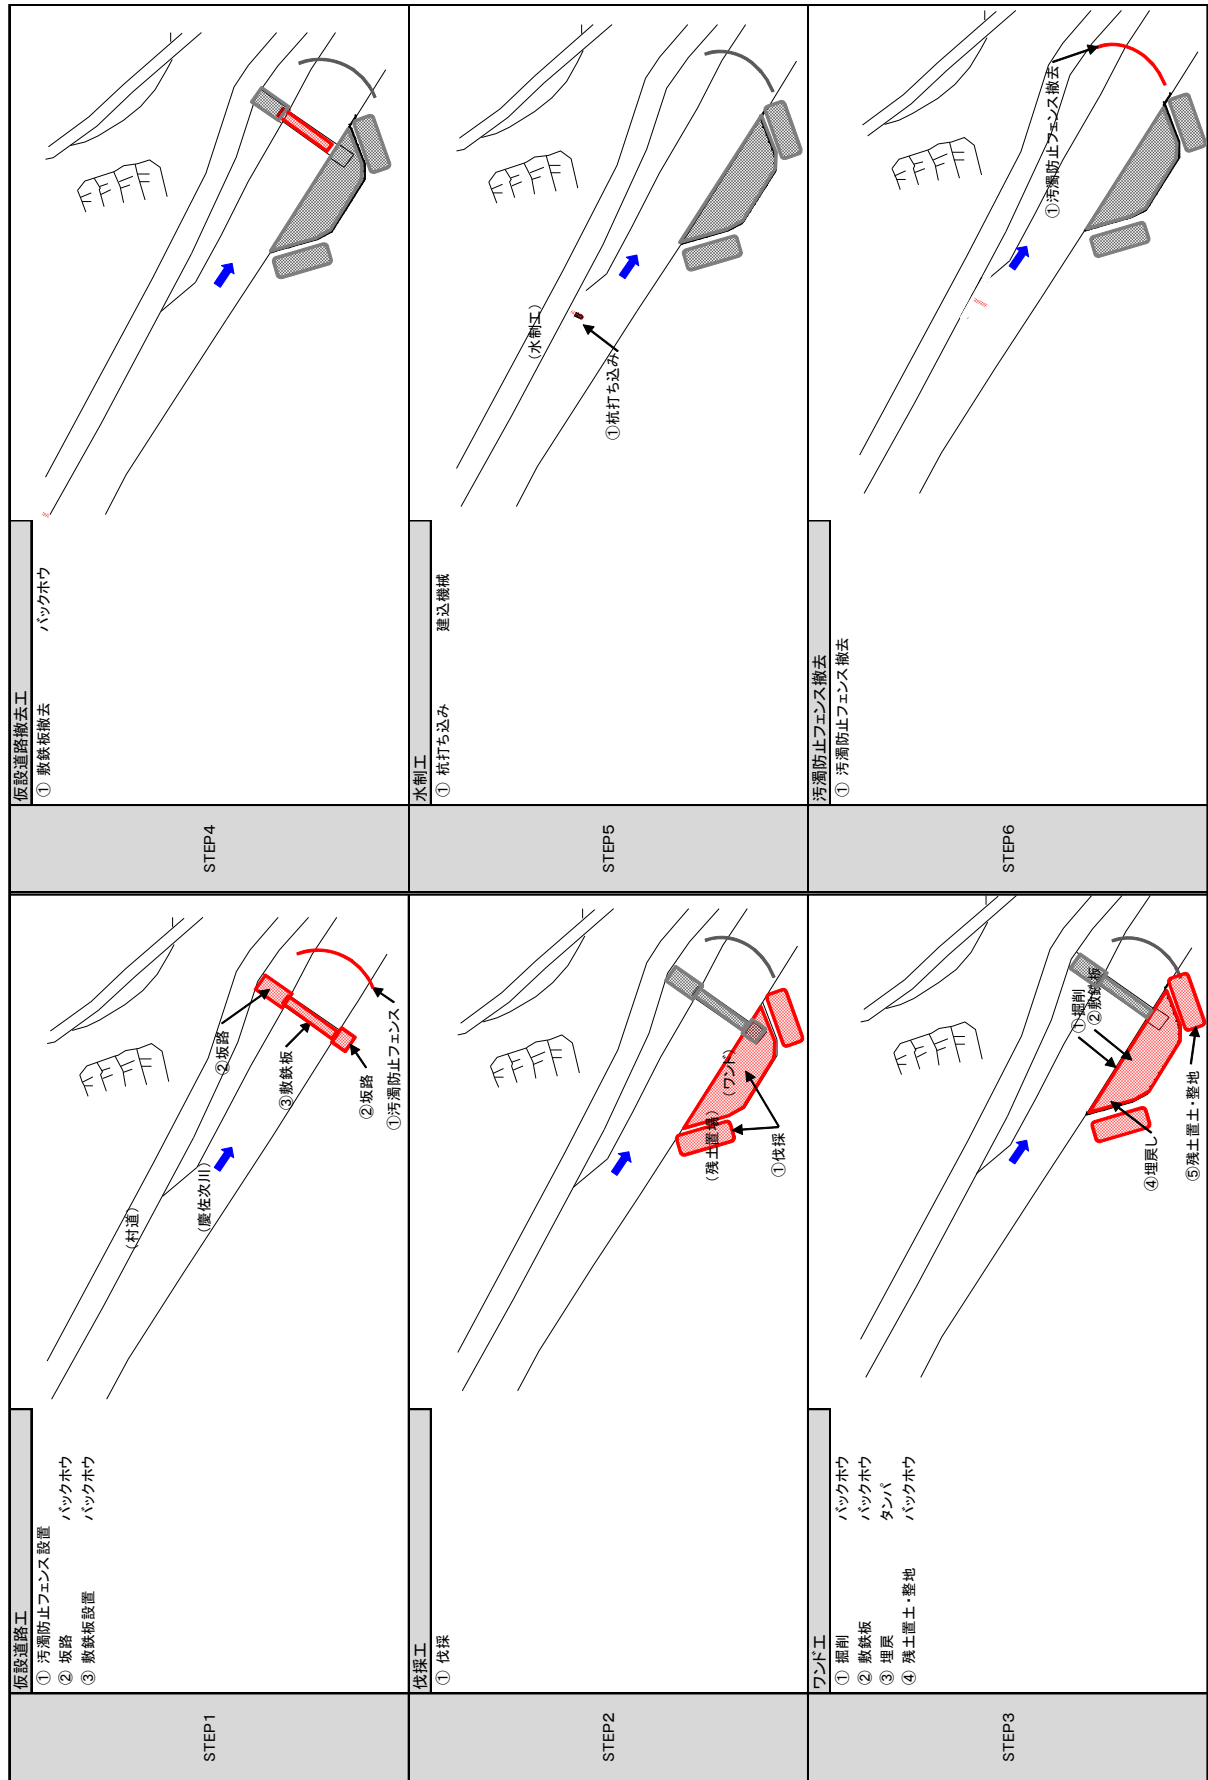 STEP1
仮設道路工
① 汚濁防止フェンス設置
② 坂路 バックホウ
③ 敷鉄板設置 バックホウ
(村道)
(慶佐次川)
②坂路
③敷鉄板
②坂路
①汚濁防止フェンス
STEP2
伐採工
① 伐採
(残土置場)
(ワンド)
①伐採
STEP3
ワンド工
① 掘削 バックホウ
② 敷鉄板 バックホウ
③ 埋戻 タンパ
④ 残土置土・整地 バックホウ
①掘削
②敷鉄板
④埋戻し
⑤残土置土・整地
STEP4
仮設道路撤去工
① 敷鉄板撤去 バックホウ
STEP5
水制工
① 杭打ち込み 建込機械
(水制工)
①杭打ち込み
STEP6
汚濁防止フェンス撤去
① 汚濁防止フェンス撤去
①汚濁防止フェンス撤去